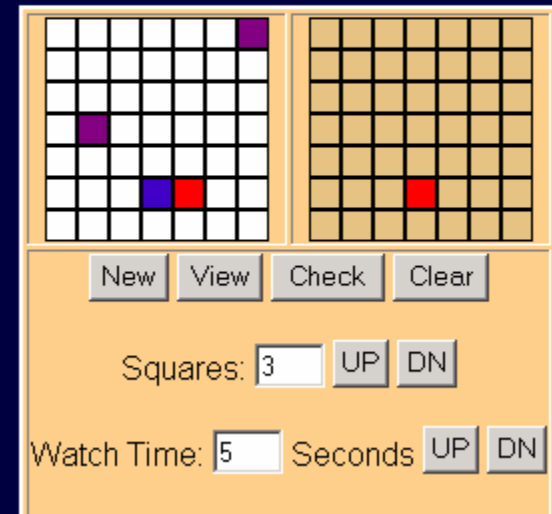 New View Check Clear
Squares: 3 UP DN
Watch Time: 5 Seconds UP DN